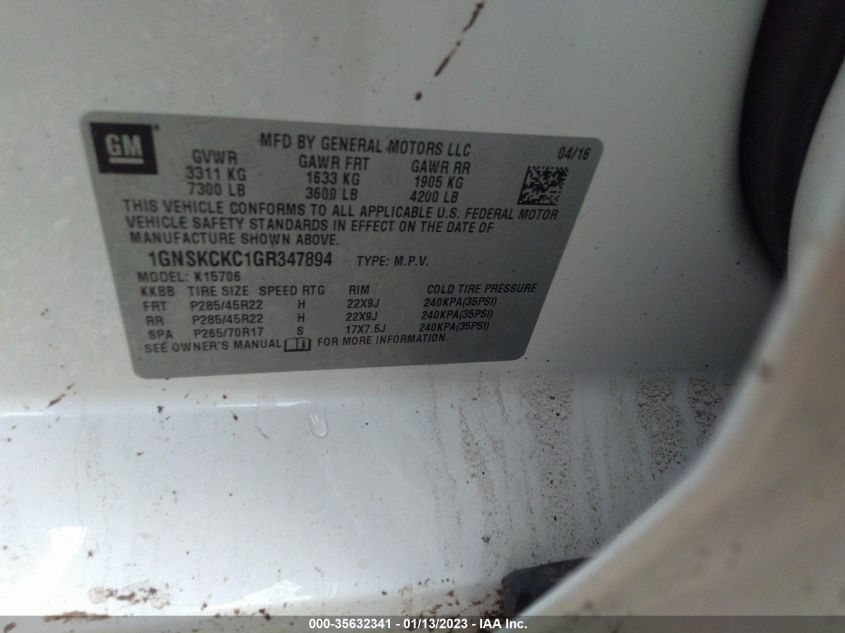 GM
MFD BY GENERAL MOTORS LLC 04/16
GVWR GAWR FRT GAWR RR
3311 KG 1633 KG 1905 KG
7300 LB 3600 LB 4200 LB
THIS VEHICLE CONFORMS TO ALL APPLICABLE U.S. FEDERAL MOTOR
VEHICLE SAFETY STANDARDS IN EFFECT ON THE DATE OF
MANUFACTURE SHOWN ABOVE.
1GNSKCKC1GR347894 TYPE: M.P.V.
MODEL: K15706
KKBB TIRE SIZE SPEED RTG RIM COLD TIRE PRESSURE
FRT P285/45R22 H 22X9J 240KPA(35PSI)
RR P285/45R22 H 22X9J 240KPA(35PSI)
SPA P265/70R17 S 17X7.5J 240KPA(35PSI)
SEE OWNER'S MANUAL FOR MORE INFORMATION.
000-35632341 - 01/13/2023 - IAA Inc.